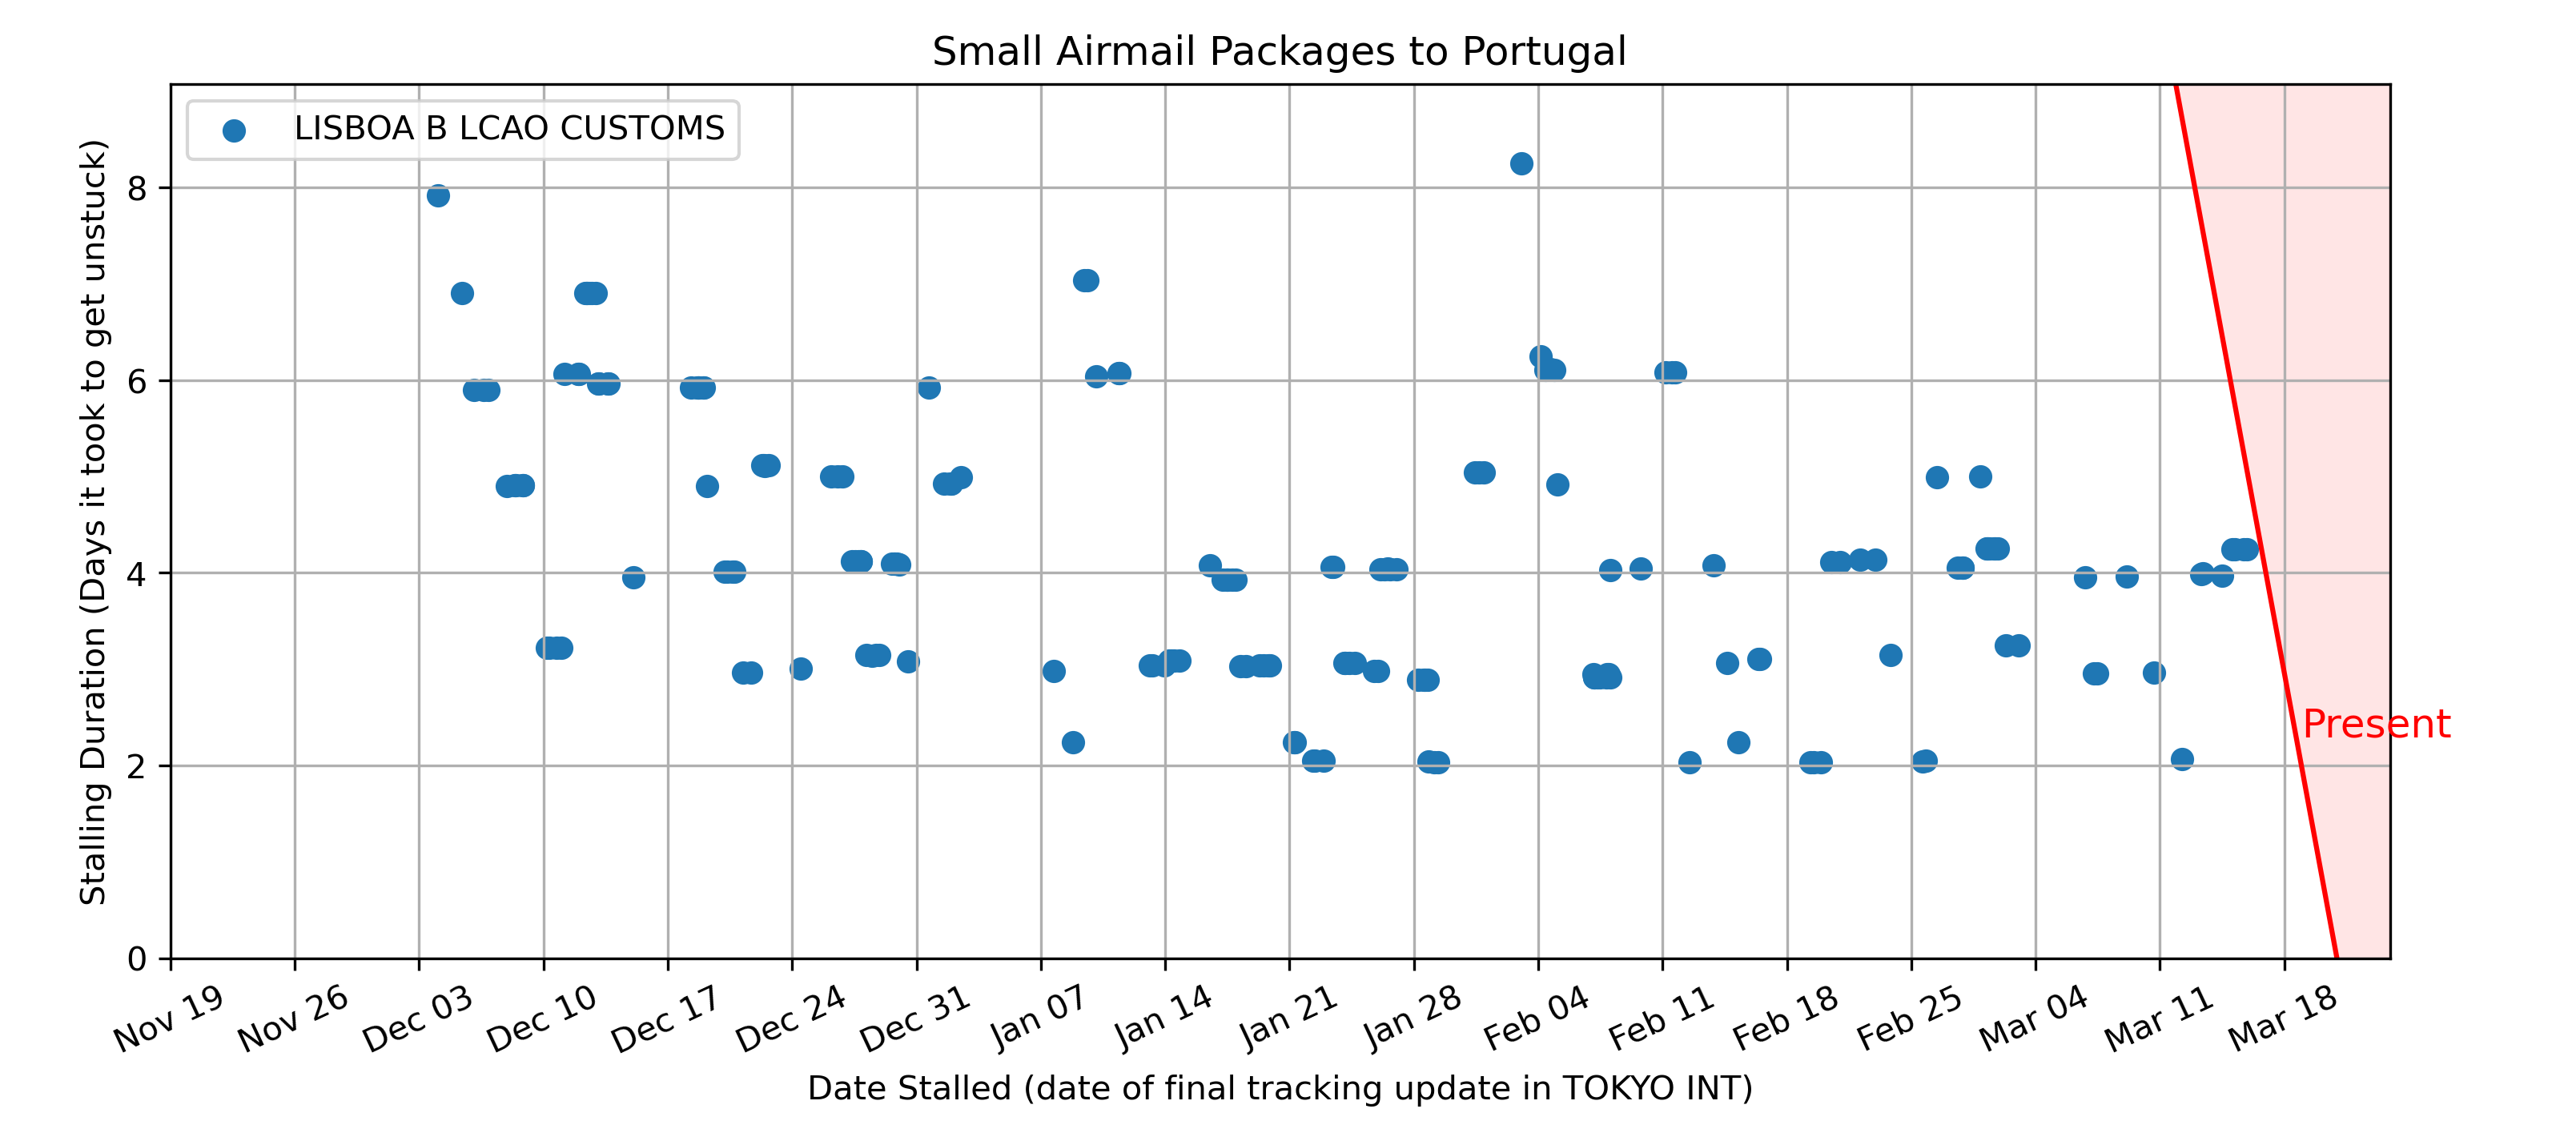 Small Airmail Packages to Portugal
LISBOA B LCAO CUSTOMS
Stalling Duration (Days it took to get unstuck)
8
6
4
2
0
Present
Nov 19
Nov 26
Dec 03
Dec 10
Dec 17
Dec 24
Dec 31
Jan 07
Jan 14
Jan 21
Jan 28
Feb 04
Feb 11
Feb 18
Feb 25
Mar 04
Mar 11
Mar 18
Date Stalled (date of final tracking update in TOKYO INT)